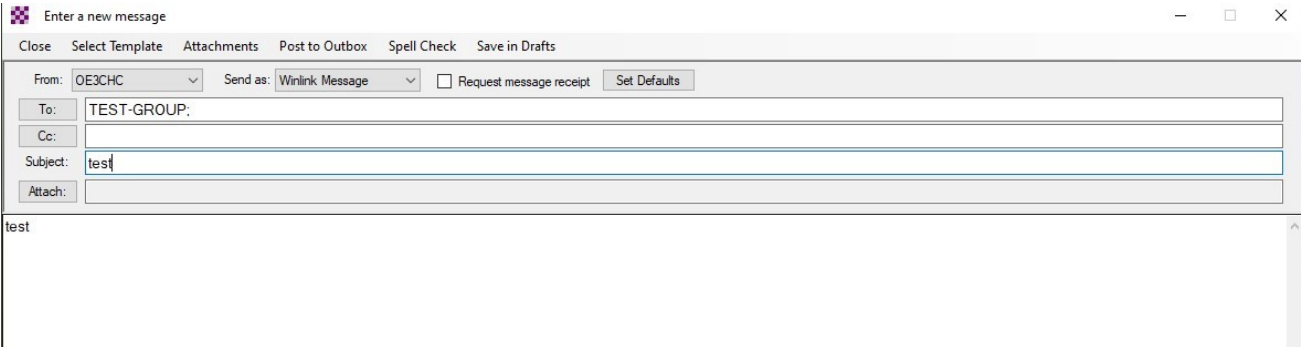 Enter a new message
Close Select Template Attachments Post to Outbox Spell Check Save in Drafts
From: OE3CHC Send as: Winlink Message Request message receipt Set Defaults
To: TEST-GROUP;
Cc:
Subject: test
Attach:
test